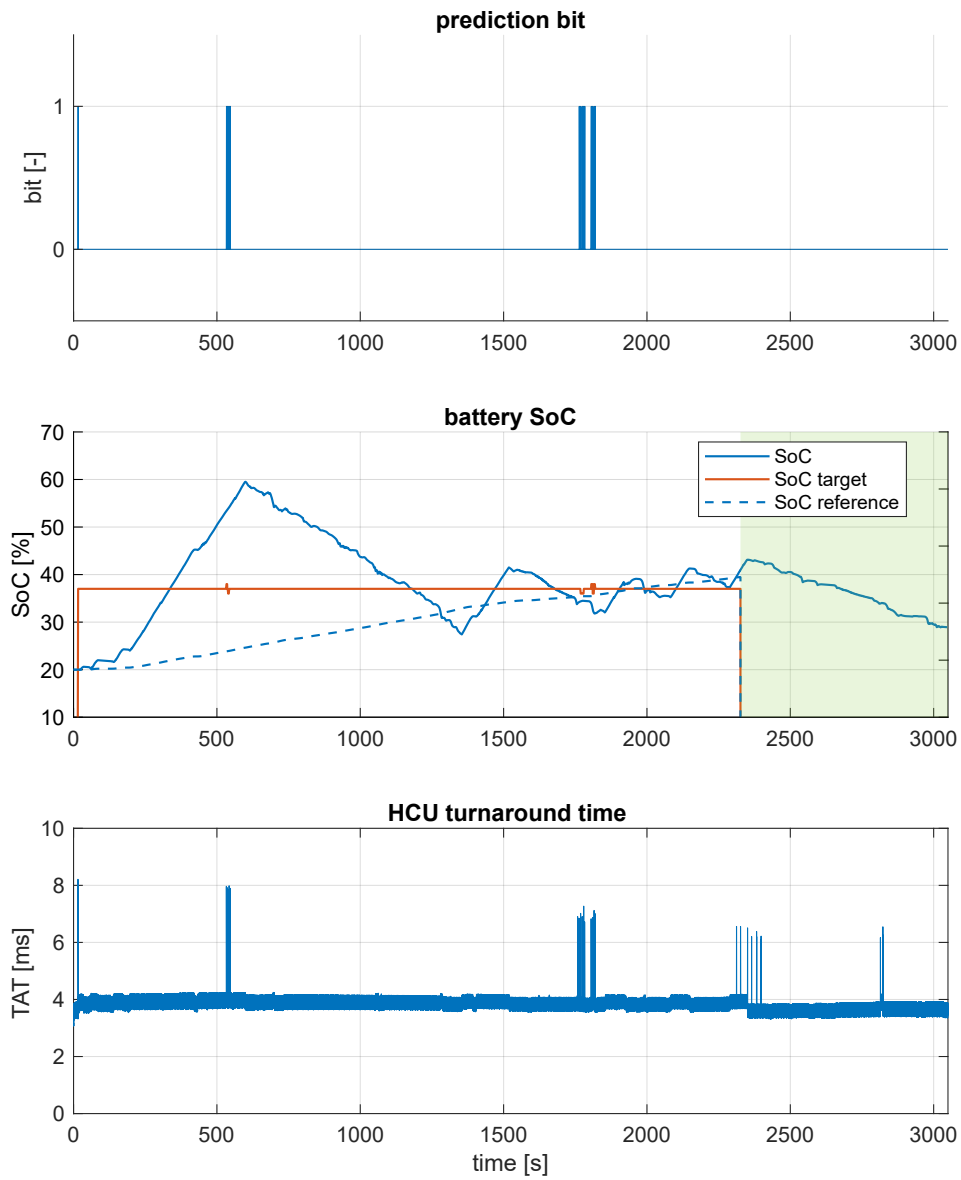 prediction bit
bit [-]
1
0
0 500 1000 1500 2000 2500 3000
battery SoC
SoC [%]
70
60
50
40
30
20
10
SoC
SoC target
SoC reference
0 500 1000 1500 2000 2500 3000
HCU turnaround time
TAT [ms]
10
8
6
4
2
0
0 500 1000 1500 2000 2500 3000
time [s]